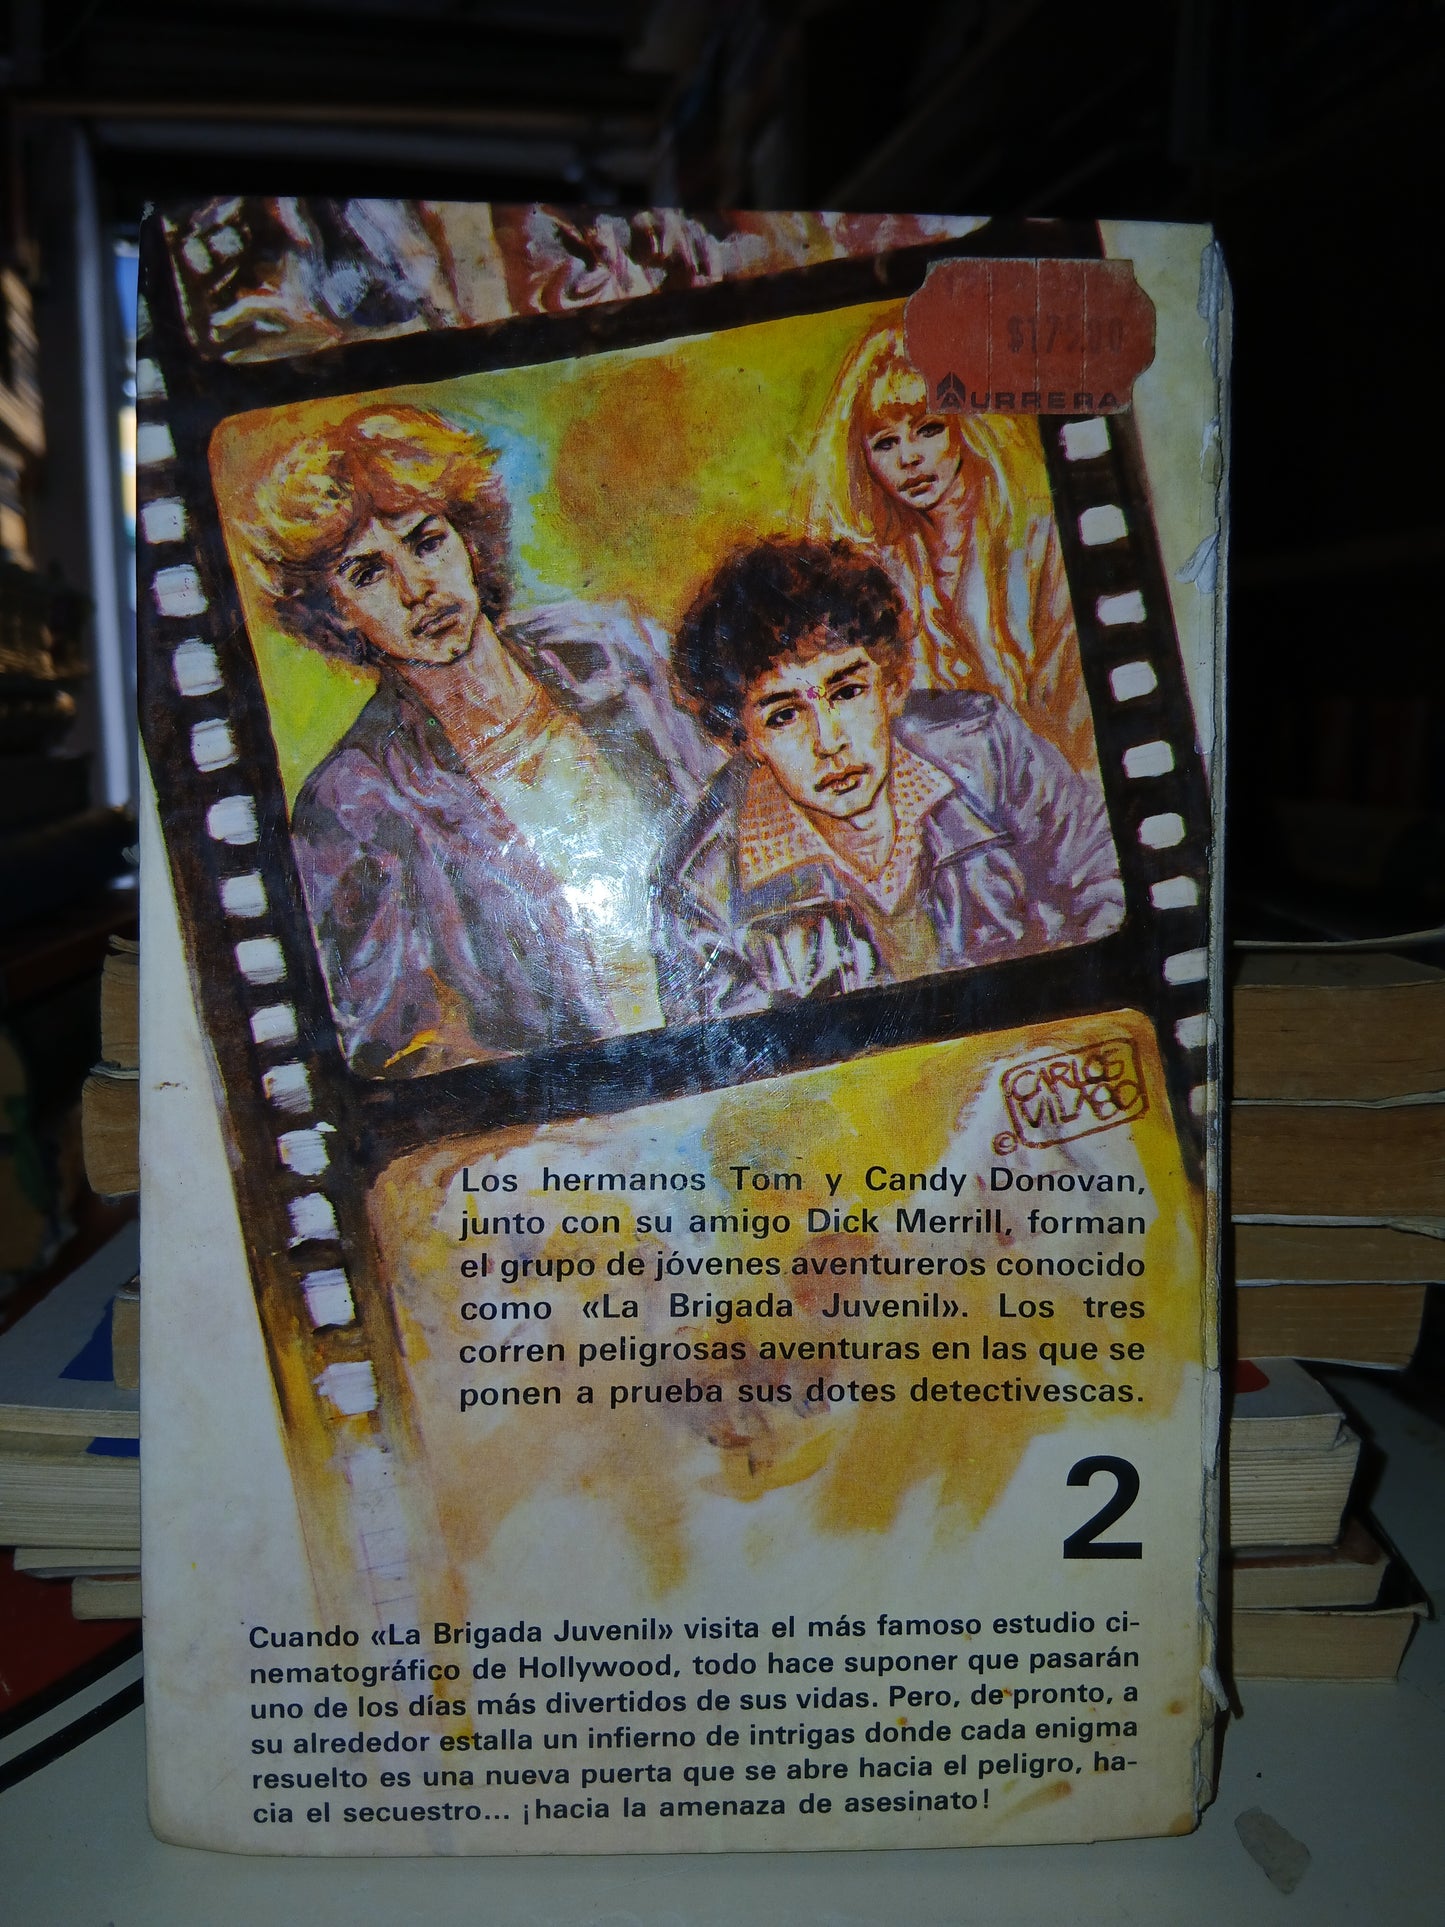 $175.00
AURRERA
CARLOS
VILA 80
©
Los hermanos Tom y Candy Donovan,
junto con su amigo Dick Merrill, forman
el grupo de jóvenes aventureros conocido
como «La Brigada Juvenil». Los tres
corren peligrosas aventuras en las que se
ponen a prueba sus dotes detectivescas.
2
Cuando «La Brigada Juvenil» visita el más famoso estudio ci-
nematográfico de Hollywood, todo hace suponer que pasarán
uno de los días más divertidos de sus vidas. Pero, de pronto, a
su alrededor estalla un infierno de intrigas donde cada enigma
resuelto es una nueva puerta que se abre hacia el peligro, ha-
cia el secuestro... ¡hacia la amenaza de asesinato!